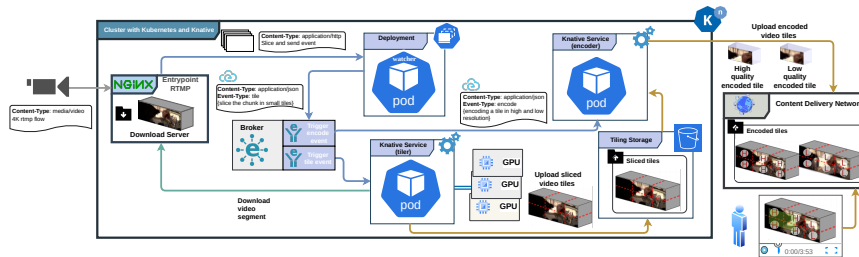 Cluster with Kubernetes and Knative
Content-Type: application/http
Slice and send event
Deployment
watcher
pod
Knative Service
(encoder)
pod
K
n
Upload encoded
video tiles
High
quality
encoded tile
Low
quality
encoded tile
NGINX
Entrypoint
RTMP
Download Server
Content-Type: media/video
4K rtmp flow
Content-Type: application/json
Event-Type: tile
(slice the chunk in small tiles)
Content-Type: application/json
Event-Type: encode
(encoding a tile in high and low
resolution)
Broker
Trigger
encode
event
Trigger
tile event
Knative Service
(tiler)
pod
GPU
GPU
GPU
Upload sliced
video tiles
Tiling Storage
Sliced tiles
Content Delivery Network
Encoded tiles
Download
video
segment
0:00/3:53